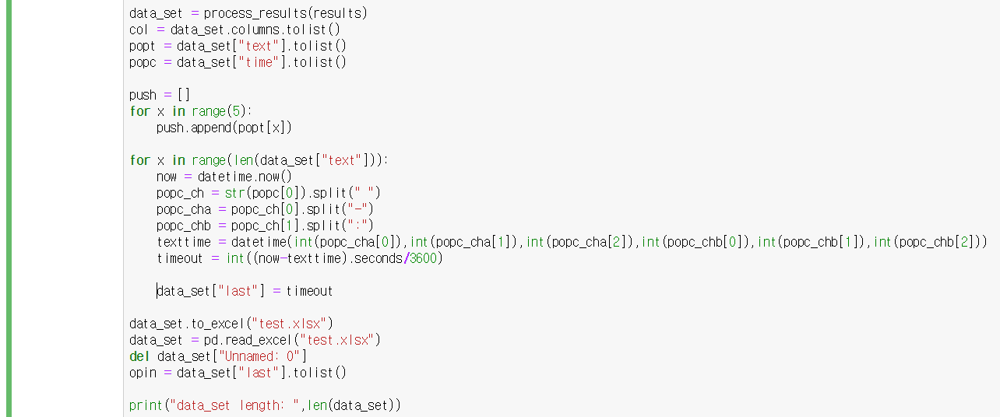 data_set = process_results(results)
col = data_set.columns.tolist()
popt = data_set["text"].tolist()
popc = data_set["time"].tolist()
push = []
for x in range(5):
    push.append(popt[x])
for x in range(len(data_set["text"])):
    now = datetime.now()
    popc_ch = str(popc[0]).split(" ")
    popc_cha = popc_ch[0].split("-")
    popc_chb = popc_ch[1].split(":")
    texttime = datetime(int(popc_cha[0]),int(popc_cha[1]),int(popc_cha[2]),int(popc_chb[0]),int(popc_chb[1]),int(popc_chb[2]))
    timeout = int((now-texttime).seconds/3600)
    data_set["last"] = timeout
data_set.to_excel("test.xlsx")
data_set = pd.read_excel("test.xlsx")
del data_set["Unnamed: 0"]
opin = data_set["last"].tolist()
print("data_set length: ",len(data_set))